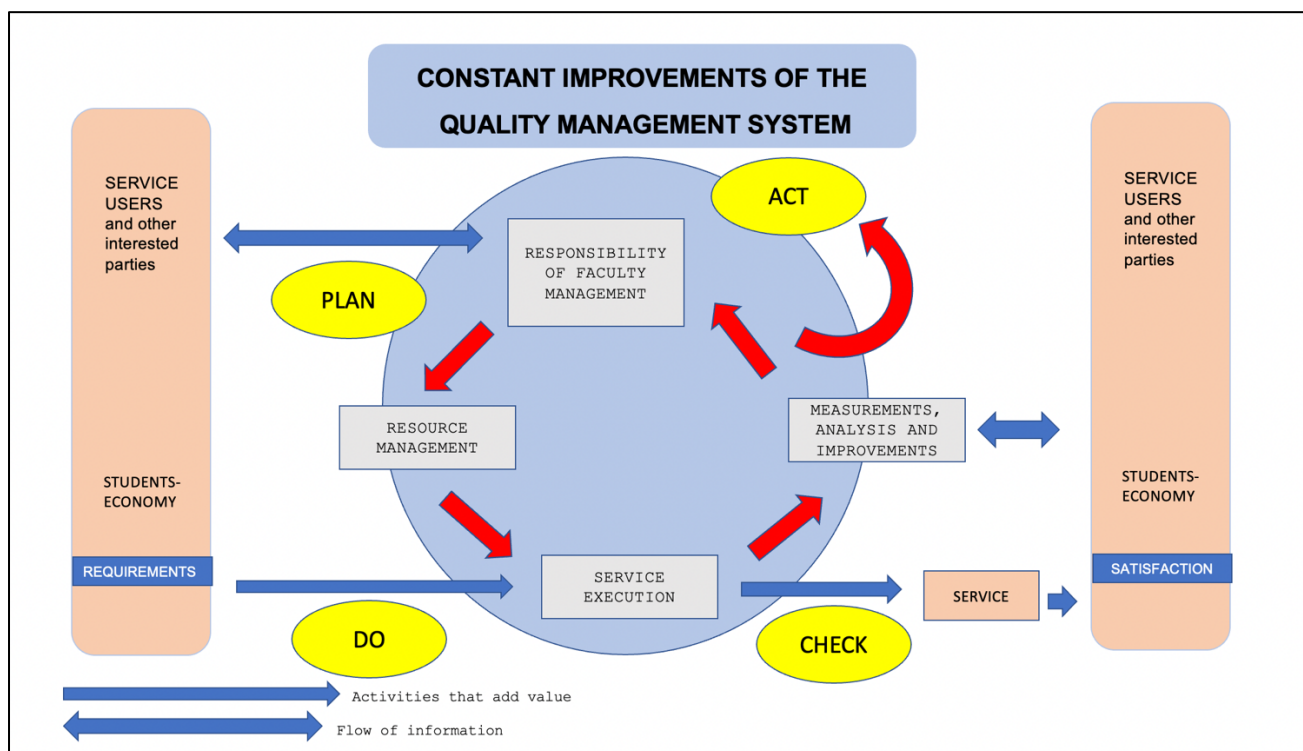 CONSTANT IMPROVEMENTS OF THE
QUALITY MANAGEMENT SYSTEM
SERVICE
USERS
and other
interested
parties
STUDENTS-
ECONOMY
REQUIREMENTS
PLAN
ACT
RESPONSIBILITY
OF FACULTY
MANAGEMENT
RESOURCE
MANAGEMENT
MEASUREMENTS,
ANALYSIS AND
IMPROVEMENTS
SERVICE
EXECUTION
DO
CHECK
SERVICE
SERVICE
USERS
and other
interested
parties
STUDENTS-
ECONOMY
SATISFACTION
Activities that add value
Flow of information